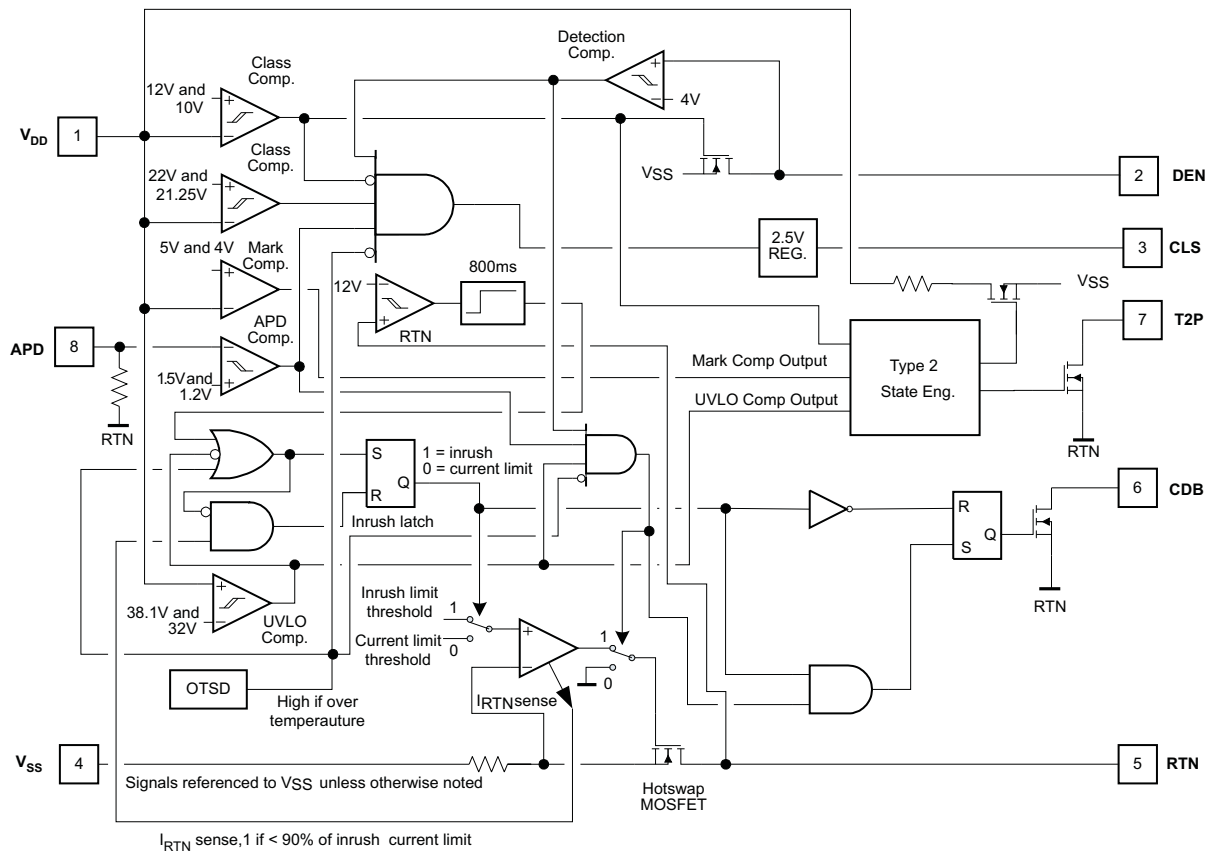 Detection
Comp.
Class
Comp.
12V and
10V
+
−
+
−
4V
VDD
1
Class
Comp.
VSS
2
DEN
22V and
21.25V
+
−
2.5V
REG.
3
CLS
5V and 4V
Mark
Comp.
+
−
800ms
12V
−
+
RTN
VSS
7
T2P
APD
8
APD
Comp.
−
+
1.5V and
1.2V
Mark Comp Output
Type 2
State Eng.
UVLO Comp Output
RTN
RTN
S
R
Q
1 = inrush
0 = current limit
Inrush latch
R
S
Q
6
CDB
RTN
+
−
38.1V and
32V
UVLO
Comp.
Inrush limit
threshold
1
Current limit
threshold
0
+
−
1
0
OTSD
High if over
temperauture
IRTN sense
VSS
4
Signals referenced to VSS unless otherwise noted
Hotswap
MOSFET
5
RTN
IRTN sense,1 if < 90% of inrush current limit